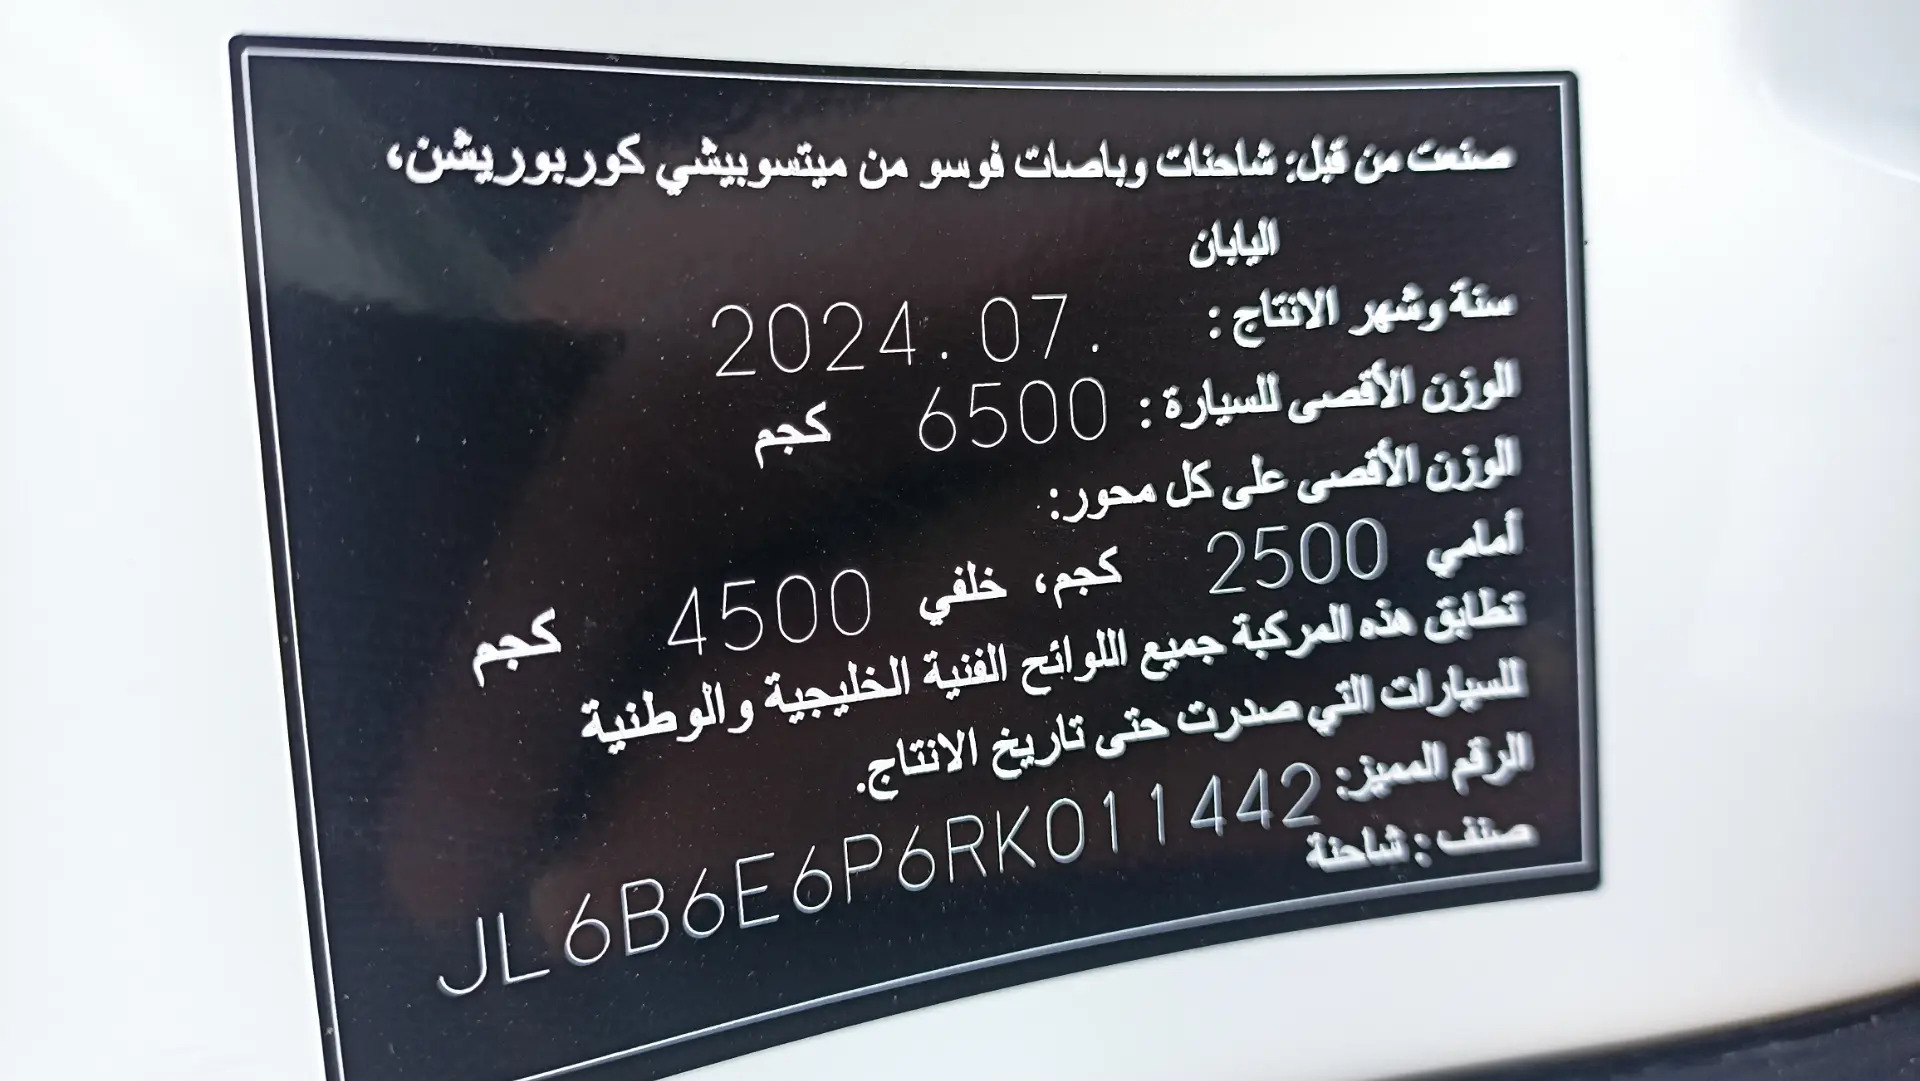 صنعت من قبل: شاحنات وباصات فوسو من ميتسوبيشي كوربوريشن،
اليابان
سنة وشهر الانتاج : 2024.07.
الوزن الأقصى للسيارة : 6500 كجم
الوزن الأقصى على كل محور:
أمامي 2500 كجم، خلفي 4500 كجم
تطابق هذه المركبة جميع اللوائح الفنية الخليجية والوطنية
للسيارات التي صدرت حتى تاريخ الانتاج.
الرقم المميز: JL6B6E6P6RK011442
صنف : شاحنة